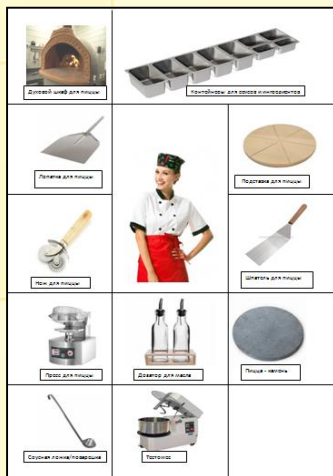 Духовой шкаф для пиццы
Контейнеры для соусов и ингредиентов
Лопатка для пиццы
Подставка для пиццы
Нож для пиццы
Шпатель для пиццы
Пресс для пиццы
Дозатор для масла
Пицца - камень
Соусная ложка/поварешка
Тестомес